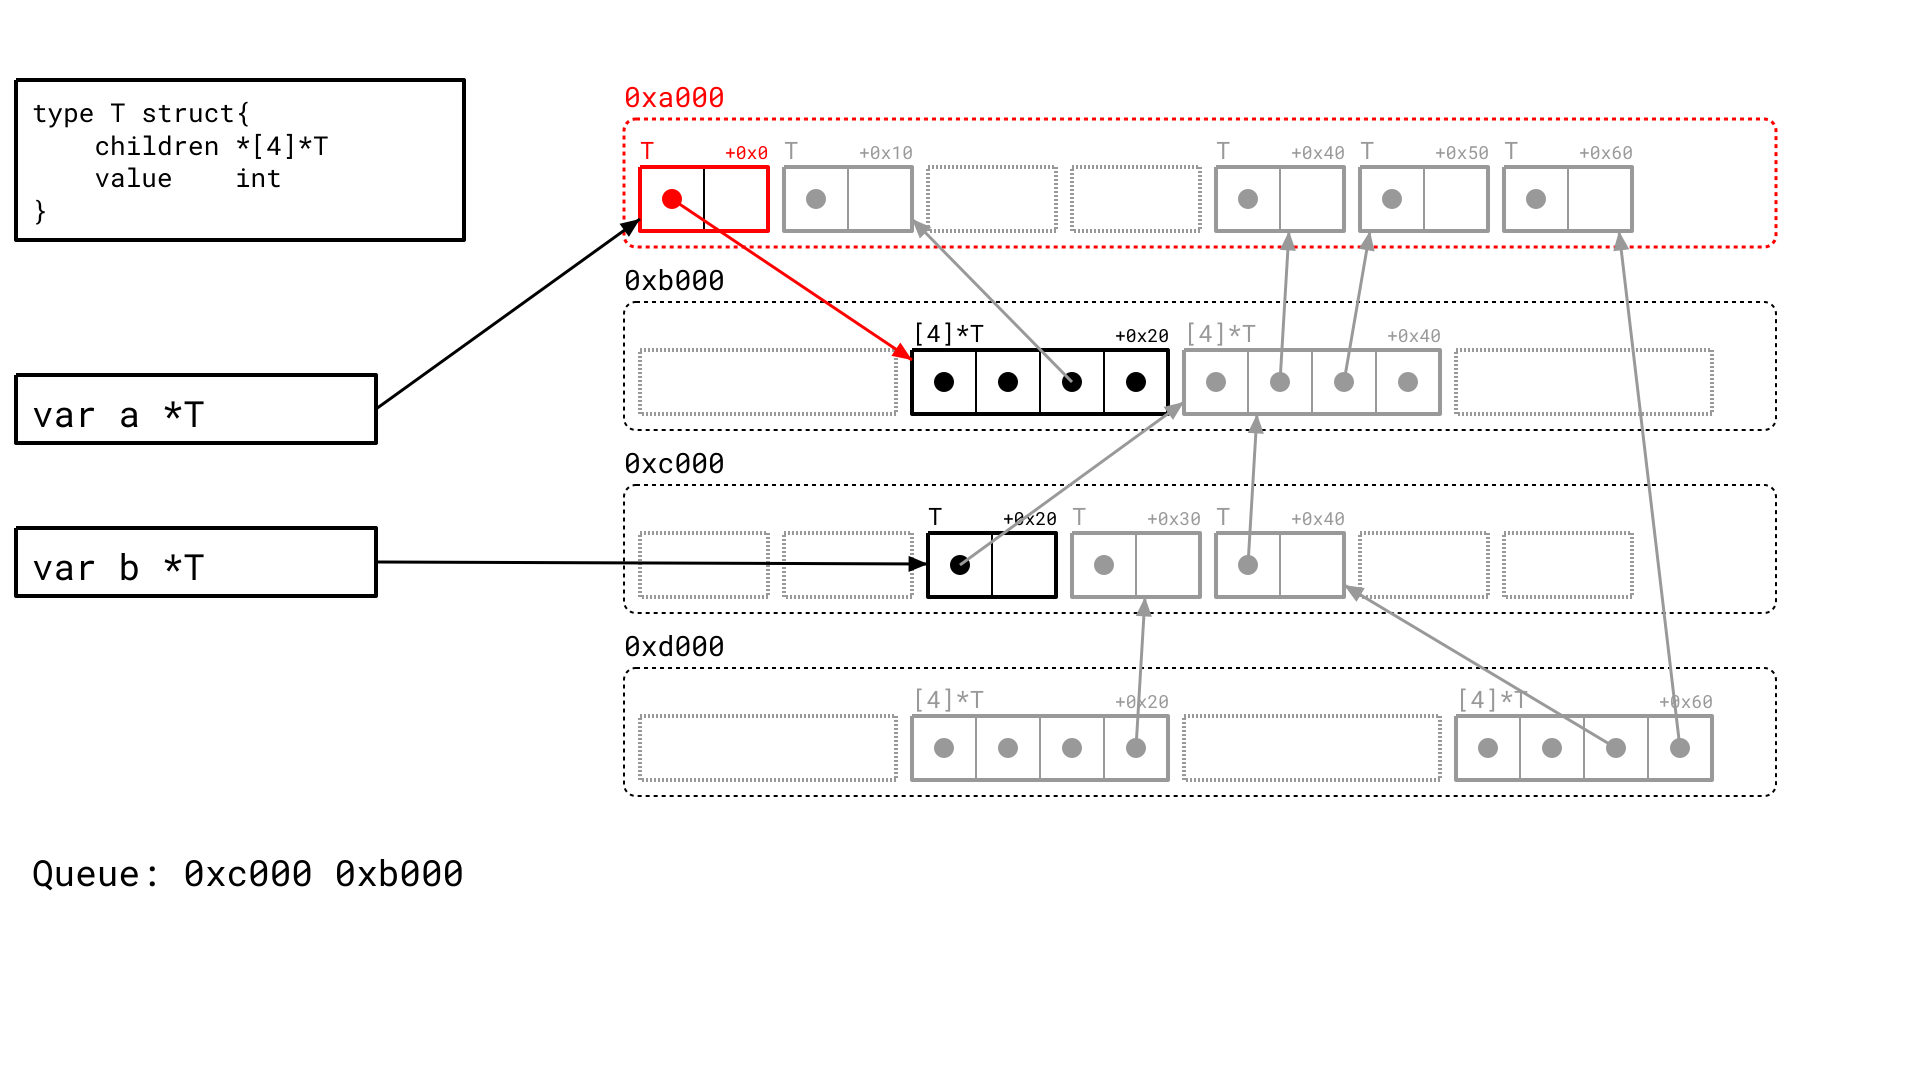 type T struct{
    children *[4]*T
    value    int
}
var a *T
var b *T
0xa000
T +0x0 T +0x10 T +0x40 T +0x50 T +0x60
0xb000
[4]*T +0x20 [4]*T +0x40
0xc000
T +0x20 T +0x30 T +0x40
0xd000
[4]*T +0x20 [4]*T +0x60
Queue: 0xc000 0xb000